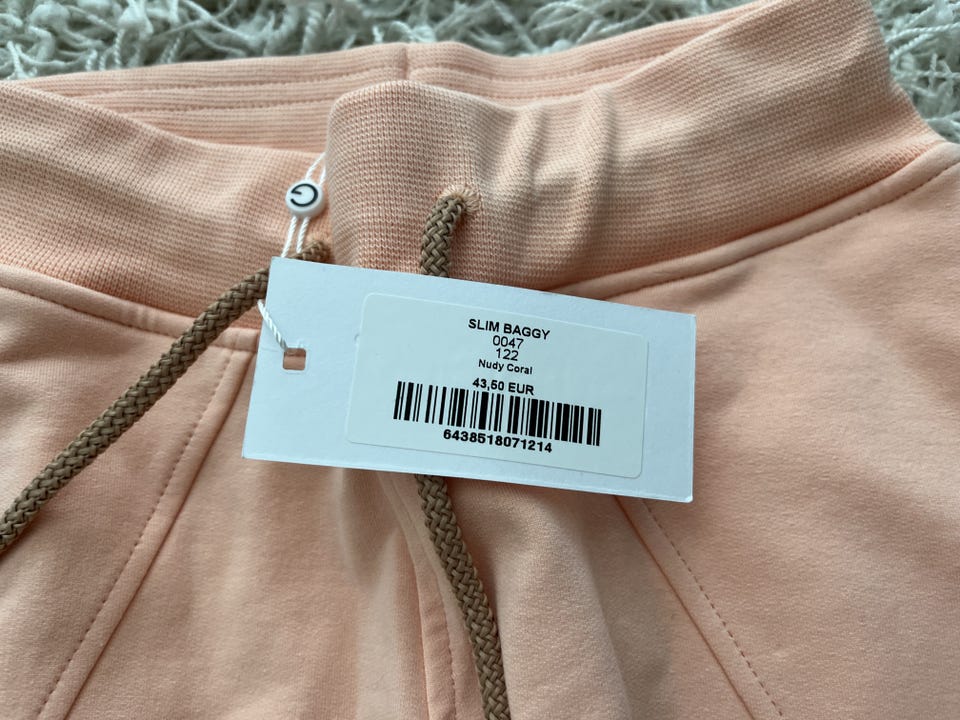 G
SLIM BAGGY
0047
122
Nudy Coral
43,50 EUR
6438518071214